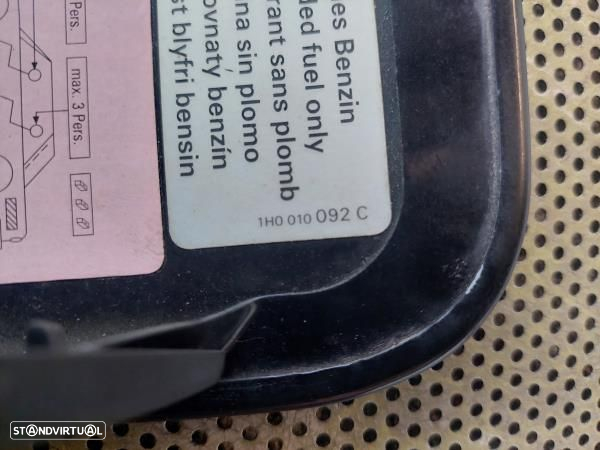 Pers.
max. 3 Pers.
es Benzin
ded fuel only
rant sans plomb
na sin plomo
ovnatý benzín
st blyfri bensin
1H0 010 092 C
STANDVIRTUAL